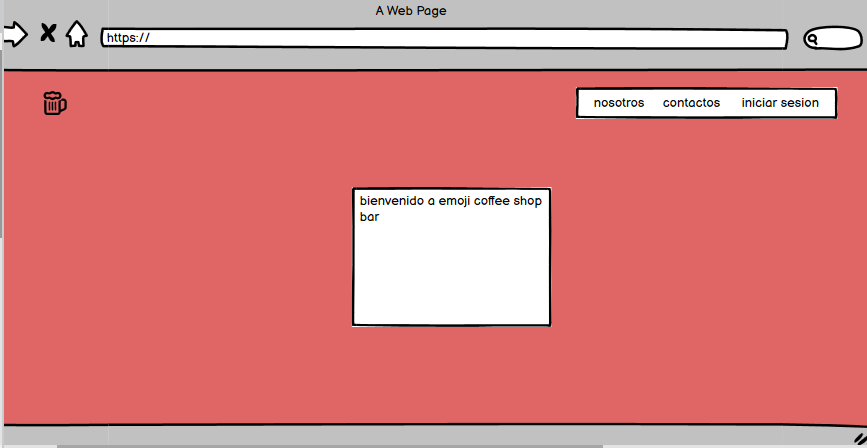 A Web Page
https://
nosotros contactos iniciar sesion
bienvenido a emoji coffee shop
bar